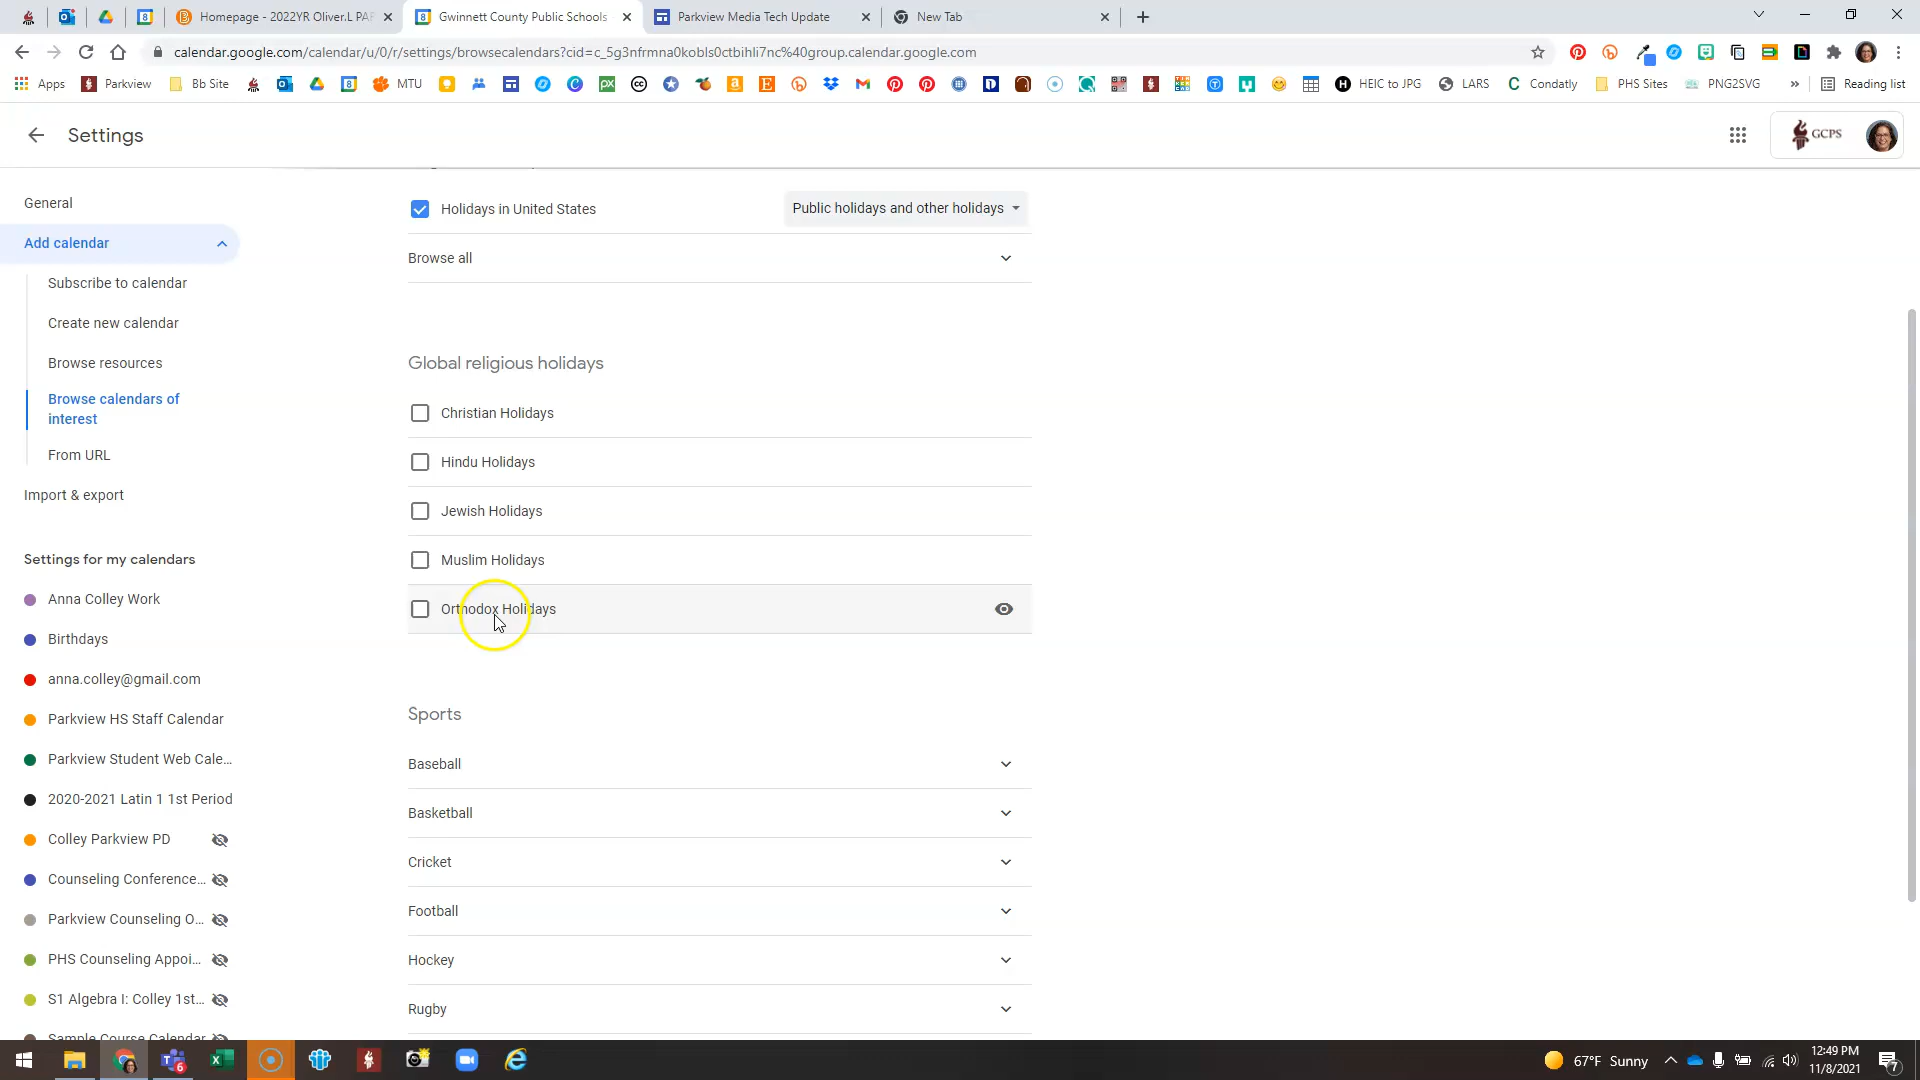 Homepage - 2022YR Oliver.L PAR
Gwinnett County Public Schools
Parkview Media Tech Update
New Tab
calendar.google.com/calendar/u/0/r/settings/browsecalendars?cid=c_5g3nfrmna0kobls0ctbihli7nc%40group.calendar.google.com
Apps
Parkview
Bb Site
MTU
HEIC to JPG
LARS
Condatly
PHS Sites
PNG2SVG
Reading list
Settings
GCPS
General
Add calendar
Subscribe to calendar
Create new calendar
Browse resources
Browse calendars of
interest
From URL
Import & export
Settings for my calendars
Anna Colley Work
Birthdays
anna.colley@gmail.com
Parkview HS Staff Calendar
Parkview Student Web Cale...
2020-2021 Latin 1 1st Period
Colley Parkview PD
Counseling Conference...
Parkview Counseling O...
PHS Counseling Appoi...
S1 Algebra I: Colley 1st...
Sample Course Calendar
Holidays in United States
Public holidays and other holidays
Browse all
Global religious holidays
Christian Holidays
Hindu Holidays
Jewish Holidays
Muslim Holidays
Orthodox Holidays
Sports
Baseball
Basketball
Cricket
Football
Hockey
Rugby
67°F Sunny
12:49 PM
11/8/2021